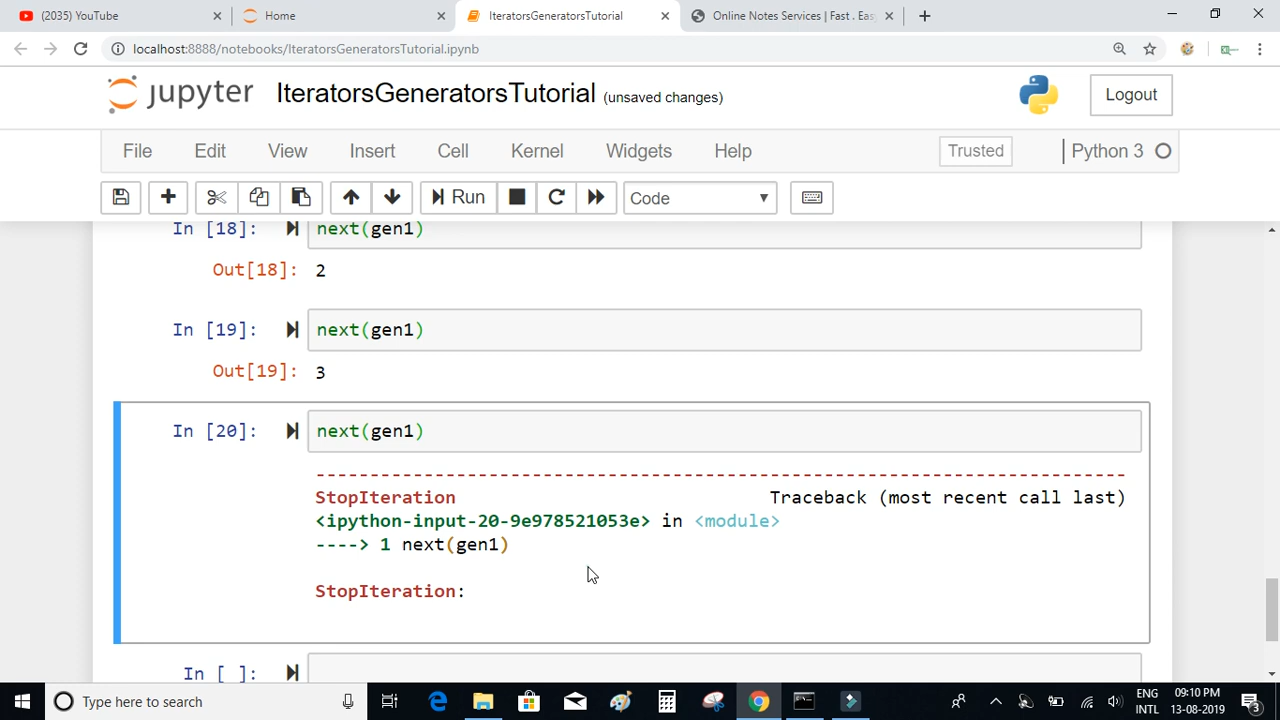 (2035) YouTube
Home
IteratorsGeneratorsTutorial
Online Notes Services | Fast . Eas
localhost:8888/notebooks/IteratorsGeneratorsTutorial.ipynb
jupyter IteratorsGeneratorsTutorial (unsaved changes)
Logout
File Edit View Insert Cell Kernel Widgets Help Trusted Python 3
Run Code
In [18]: next(gen1)
Out[18]: 2
In [19]: next(gen1)
Out[19]: 3
In [20]: next(gen1)
---------------------------------------------------------------------------
StopIteration Traceback (most recent call last)
<ipython-input-20-9e978521053e> in <module>
----> 1 next(gen1)
StopIteration:
In [ ]:
Type here to search
ENG 09:10 PM
INTL 13-08-2019
3